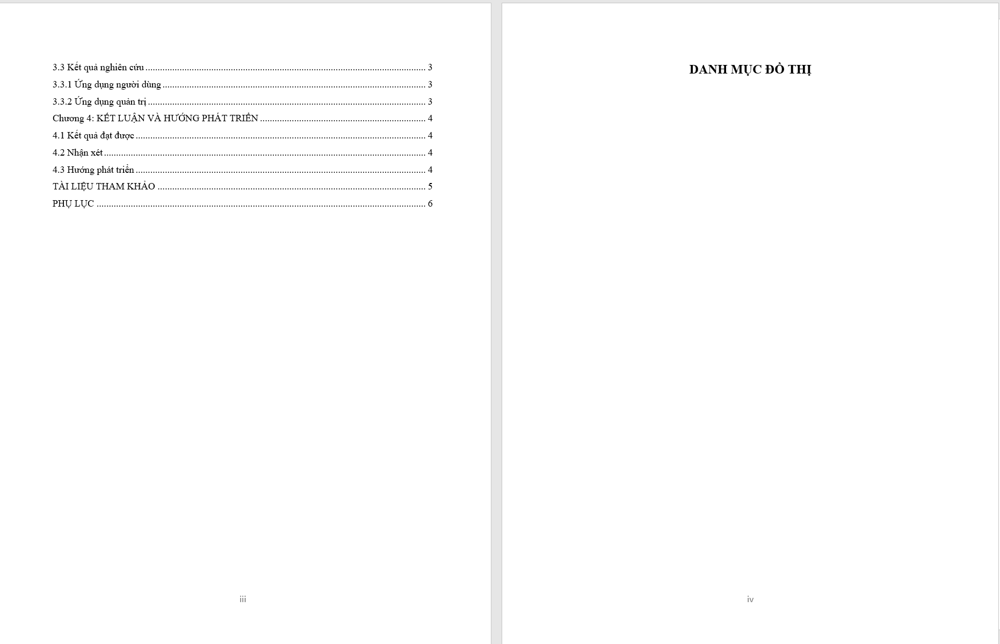 3.3 Kết quả nghiên cứu ........ 3
3.3.1 Ứng dụng người dùng ........ 3
3.3.2 Ứng dụng quản trị ........ 3
Chương 4: KẾT LUẬN VÀ HƯỚNG PHÁT TRIỂN ........ 4
4.1 Kết quả đạt được ........ 4
4.2 Nhận xét ........ 4
4.3 Hướng phát triển ........ 4
TÀI LIỆU THAM KHẢO ........ 5
PHỤ LỤC ........ 6
iii
DANH MỤC ĐỒ THỊ
iv